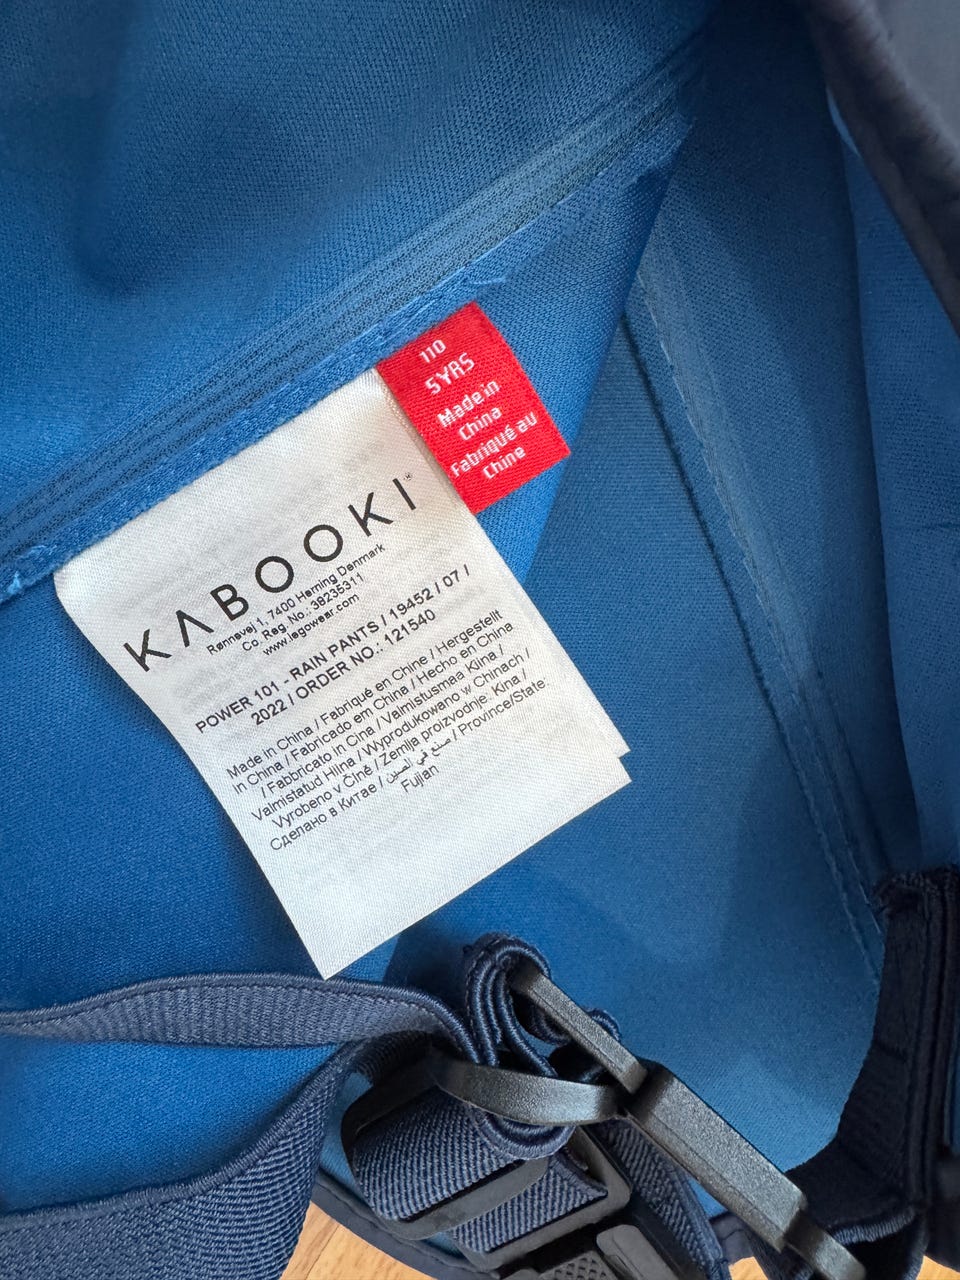 110
5YRS
Made in
China
Fabriqué au
Chine
KABOOKI®
Rønnevej 1, 7400 Herning Denmark
Co. Reg. No.: 38235311
www.legowear.com
POWER 101 - RAIN PANTS / 19452 / 07 /
2022 / ORDER NO.: 121540
Made in China / Fabriqué en Chine / Hergestellt
in China / Fabricado em China / Hecho en China
/ Fabbricato in Cina / Valmistusmaa Kiina /
Valmistatud Hiina / Wyprodukowano w Chinach /
Vyrobeno v Číně / Zemlja proizvodnje: Kina /
Сделано в Китае / صنع في الصين / Province/State:
Fujian